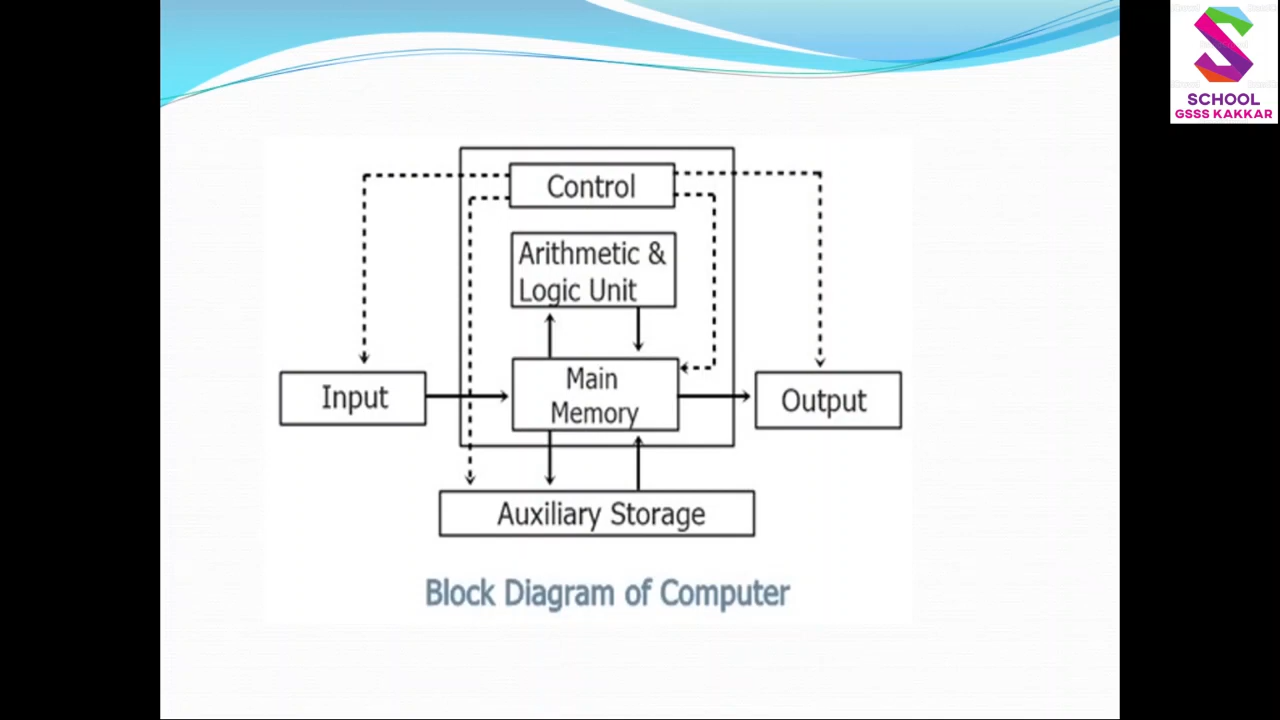 SCHOOL
GSSS KAKKAR
Control
Arithmetic &
Logic Unit
Input
Main
Memory
Output
Auxiliary Storage
Block Diagram of Computer